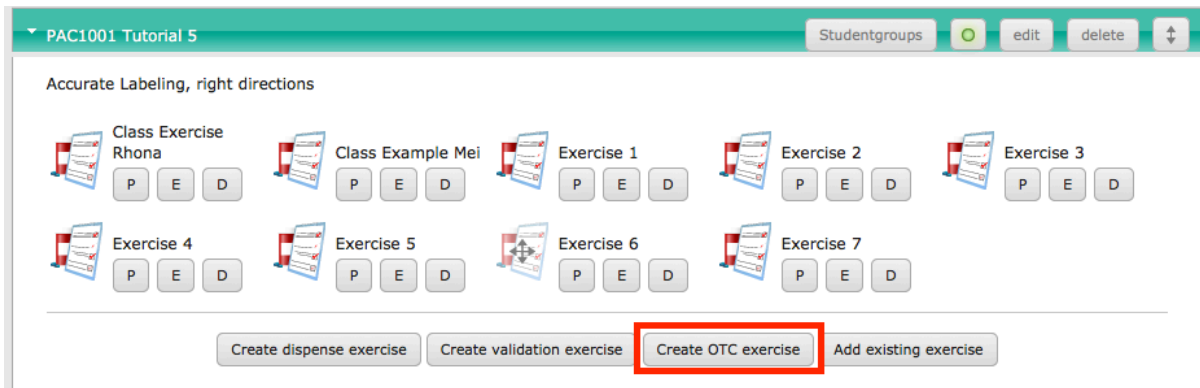 PAC1001 Tutorial 5 Studentgroups edit delete
Accurate Labeling, right directions
Class Exercise
Rhona Class Example Mei Exercise 1 Exercise 2 Exercise 3
P E D P E D P E D P E D P E D
Exercise 4 Exercise 5 Exercise 6 Exercise 7
P E D P E D P E D P E D
Create dispense exercise Create validation exercise Create OTC exercise Add existing exercise